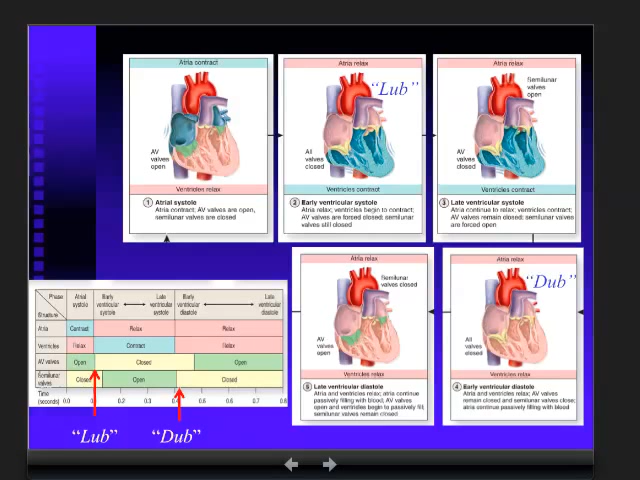 Atria contract
AV
valves
open
Ventricles relax
1 Atrial systole
Atria contract, AV valves are open,
semilunar valves are closed
Atria relax
"Lub"
All
valves
closed
Ventricles contract
2 Early ventricular systole
Atria relax; ventricles begin to contract;
AV valves are forced closed; semilunar
valves still closed
Atria relax
Semilunar
valves
open
AV
valves
closed
Ventricles contract
3 Late ventricular systole
Atria continue to relax; ventricles contract;
AV valves remain closed; semilunar valves
are forced open
Atria relax
"Dub"
All
valves
closed
Ventricles relax
4 Early ventricular diastole
Atria and ventricles relax; AV valves
remain closed and semilunar valves close;
atria continue passively filling with blood
Atria relax
Semilunar
valves closed
AV
valves
open
Ventricles relax
5 Late ventricular diastole
Atria and ventricles relax; atria continue
passively filling with blood, AV valves
open and ventricles begin to passively fill,
semilunar valves remain closed
Phase
Structure
Atrial
systole
Early
ventricular
systole
Late
ventricular
systole
Early
ventricular
diastole
Late
ventricular
diastole
Atria Contract Relax Relax
Ventricles Relax Contract Relax
AV valves Open Closed Open
Semilunar
valves Closed Open Closed
Time
(seconds) 0.0 0.2 0.3 0.4 0.5 0.6 0.7 0.8
"Lub" "Dub"